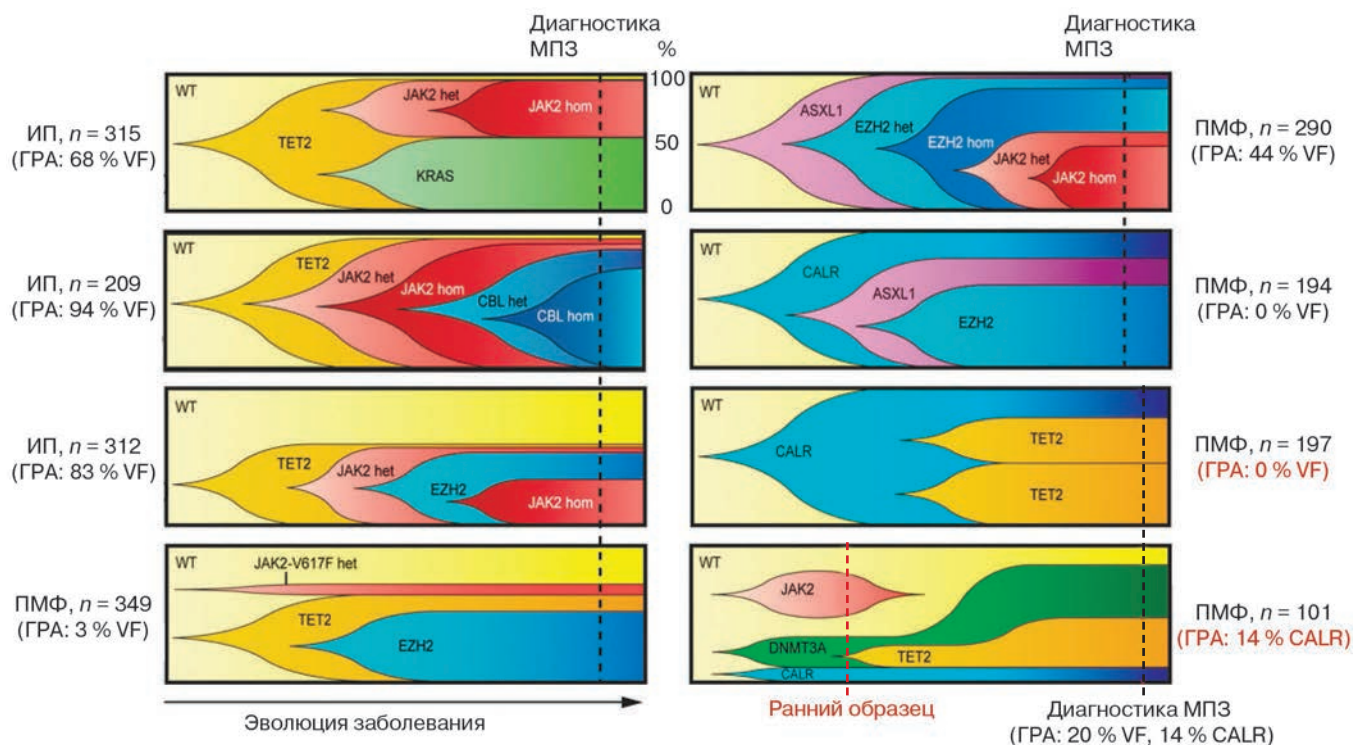 Диагностика
МПЗ
%
Диагностика
МПЗ
ИП, n = 315
(ГРА: 68 % VF)
WT
TET2
JAK2 het
JAK2 hom
KRAS
100
50
0
WT
ASXL1
EZH2 het
EZH2 hom
JAK2 het
JAK2 hom
ПМФ, n = 290
(ГРА: 44 % VF)
ИП, n = 209
(ГРА: 94 % VF)
WT
TET2
JAK2 het
JAK2 hom
CBL het
CBL hom
WT
CALR
ASXL1
EZH2
ПМФ, n = 194
(ГРА: 0 % VF)
ИП, n = 312
(ГРА: 83 % VF)
WT
TET2
JAK2 het
EZH2
JAK2 hom
WT
CALR
TET2
TET2
ПМФ, n = 197
(ГРА: 0 % VF)
ПМФ, n = 349
(ГРА: 3 % VF)
WT
JAK2-V617F het
TET2
EZH2
WT
JAK2
DNMT3A
TET2
CALR
ПМФ, n = 101
(ГРА: 14 % CALR)
Эволюция заболевания
Ранний образец
Диагностика МПЗ
(ГРА: 20 % VF, 14 % CALR)